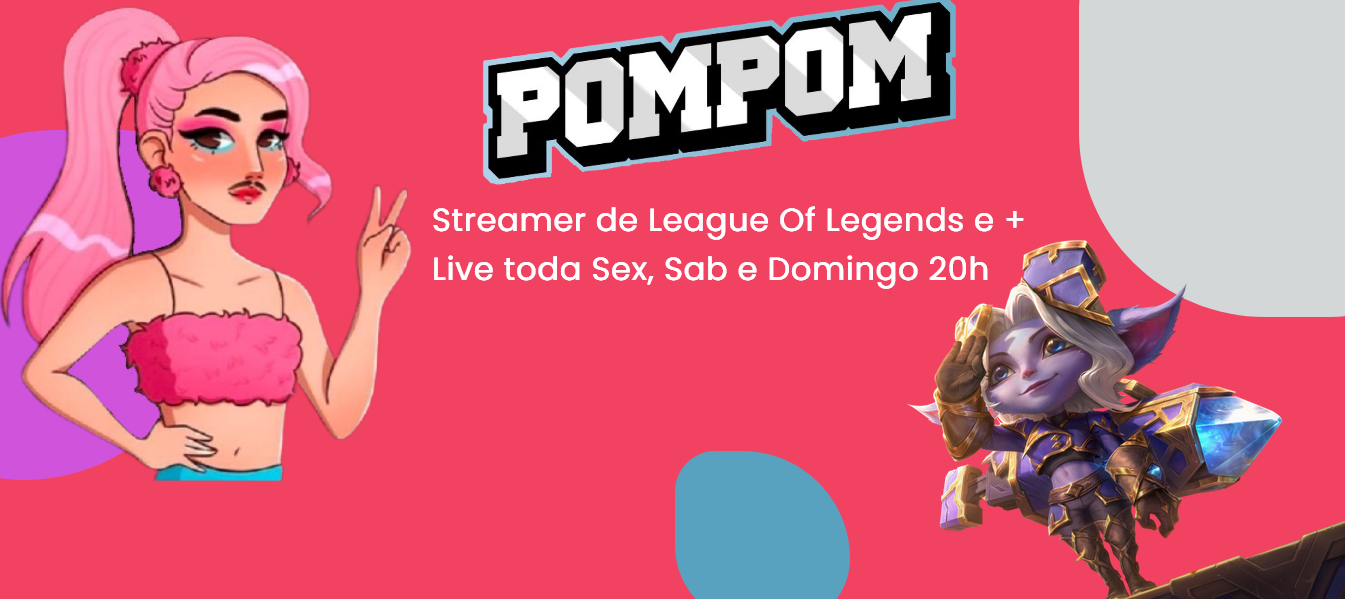 POMPOM
Streamer de League Of Legends e +
Live toda Sex, Sab e Domingo 20h